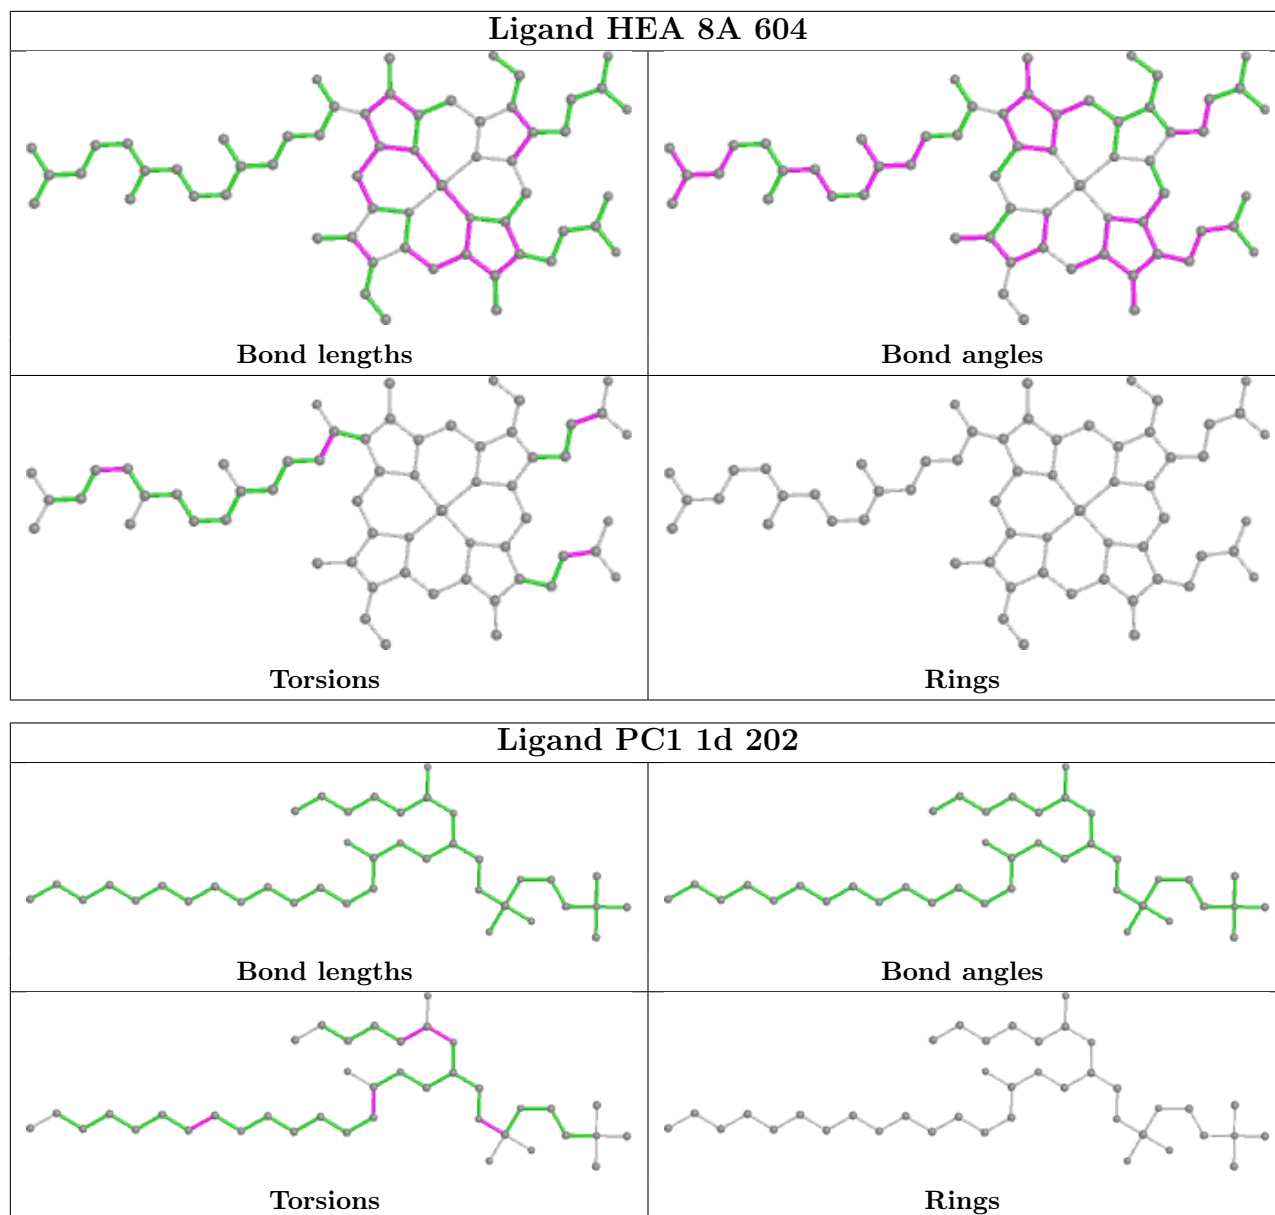 Ligand HEA 8A 604
Bond lengths
Bond angles
Torsions
Rings
Ligand PC1 1d 202
Bond lengths
Bond angles
Torsions
Rings